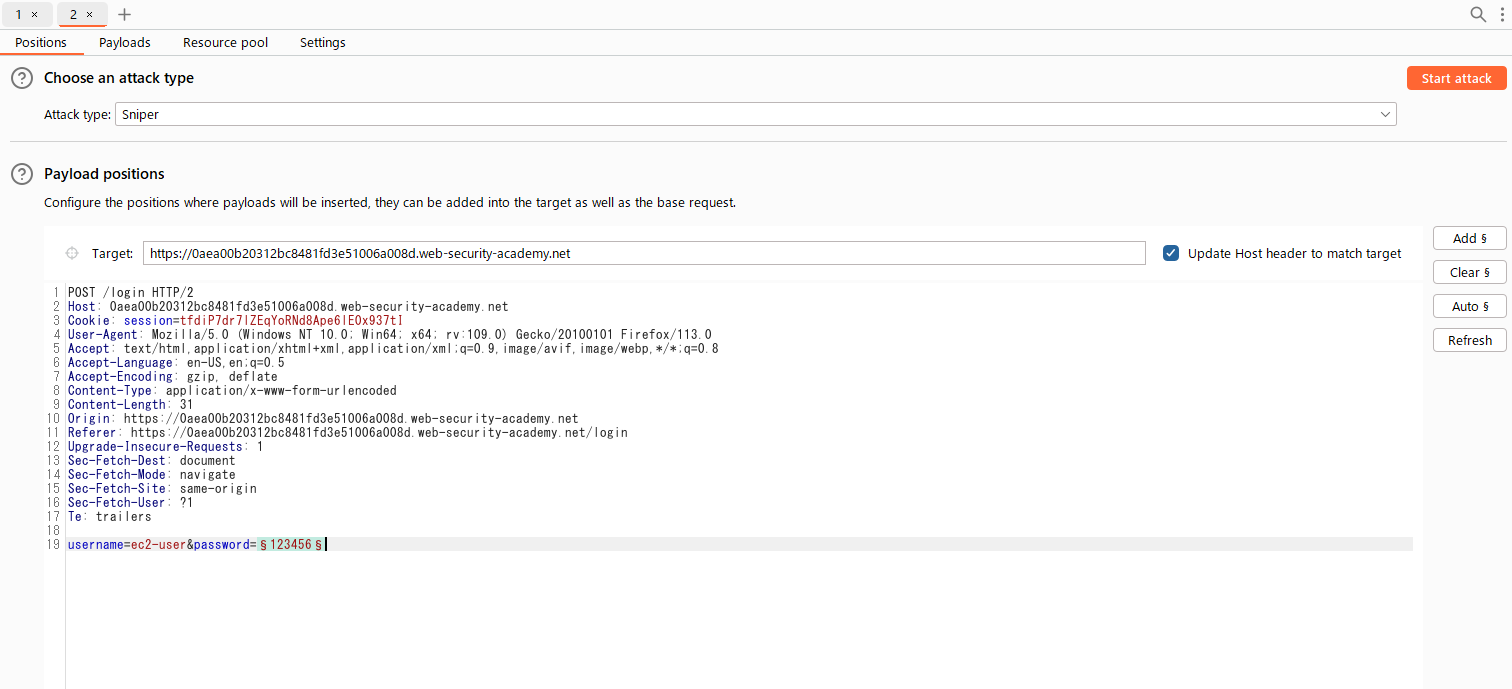 1 × 2 × +
Positions Payloads Resource pool Settings
? Choose an attack type Start attack
Attack type: Sniper
? Payload positions
Configure the positions where payloads will be inserted, they can be added into the target as well as the base request.
Target: https://0aea00b20312bc8481fd3e51006a008d.web-security-academy.net Update Host header to match target
Add §
Clear §
Auto §
Refresh
1 POST /login HTTP/2
2 Host: 0aea00b20312bc8481fd3e51006a008d.web-security-academy.net
3 Cookie: session=tfdiP7dr7lZEqYoRNd8Ape6lEOx937tI
4 User-Agent: Mozilla/5.0 (Windows NT 10.0; Win64; x64; rv:109.0) Gecko/20100101 Firefox/113.0
5 Accept: text/html,application/xhtml+xml,application/xml;q=0.9,image/avif,image/webp,*/*;q=0.8
6 Accept-Language: en-US,en;q=0.5
7 Accept-Encoding: gzip, deflate
8 Content-Type: application/x-www-form-urlencoded
9 Content-Length: 31
10 Origin: https://0aea00b20312bc8481fd3e51006a008d.web-security-academy.net
11 Referer: https://0aea00b20312bc8481fd3e51006a008d.web-security-academy.net/login
12 Upgrade-Insecure-Requests: 1
13 Sec-Fetch-Dest: document
14 Sec-Fetch-Mode: navigate
15 Sec-Fetch-Site: same-origin
16 Sec-Fetch-User: ?1
17 Te: trailers
18
19 username=ec2-user&password=§123456§